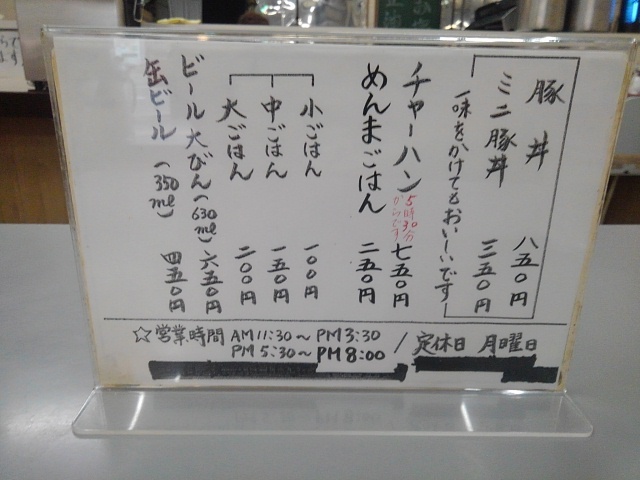 豚丼 八五〇円
ミニ豚丼 三五〇円
一味をかけてもおいしいです
チャーハン 七五〇円
5時30分
からです
めんまごはん 二五〇円
小ごはん 一〇〇円
中ごはん 一五〇円
大ごはん 二〇〇円
ビール大びん(630ml) 六五〇円
缶ビール (350ml) 四五〇円
☆営業時間 AM11:30~PM3:30
PM5:30~PM8:00
/定休日 月曜日